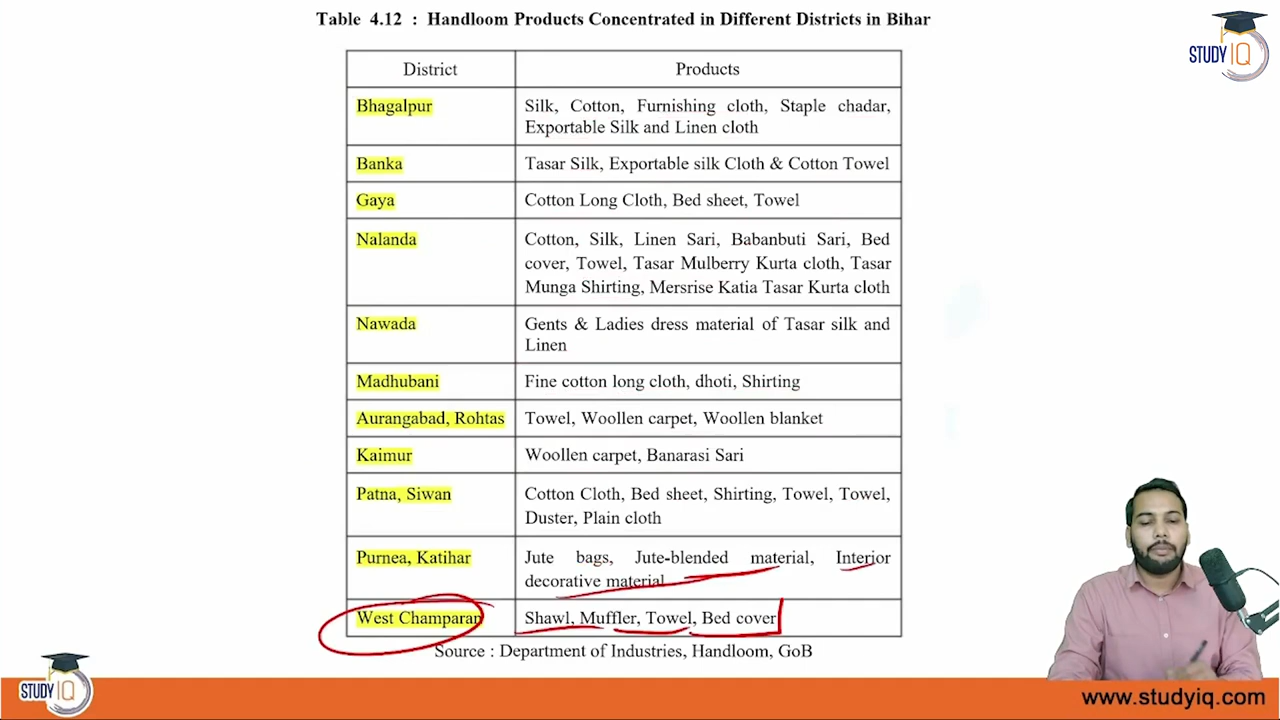 Table 4.12 : Handloom Products Concentrated in Different Districts in Bihar
STUDY IQ
District Products
Bhagalpur Silk, Cotton, Furnishing cloth, Staple chadar,
Exportable Silk and Linen cloth
Banka Tasar Silk, Exportable silk Cloth & Cotton Towel
Gaya Cotton Long Cloth, Bed sheet, Towel
Nalanda Cotton, Silk, Linen Sari, Babanbuti Sari, Bed
cover, Towel, Tasar Mulberry Kurta cloth, Tasar
Munga Shirting, Mersrise Katia Tasar Kurta cloth
Nawada Gents & Ladies dress material of Tasar silk and
Linen
Madhubani Fine cotton long cloth, dhoti, Shirting
Aurangabad, Rohtas Towel, Woollen carpet, Woollen blanket
Kaimur Woollen carpet, Banarasi Sari
Patna, Siwan Cotton Cloth, Bed sheet, Shirting, Towel, Towel,
Duster, Plain cloth
Purnea, Katihar Jute bags, Jute-blended material, Interior
decorative material
West Champaran Shawl, Muffler, Towel, Bed cover
Source : Department of Industries, Handloom, GoB
STUDY IQ
www.studyiq.com